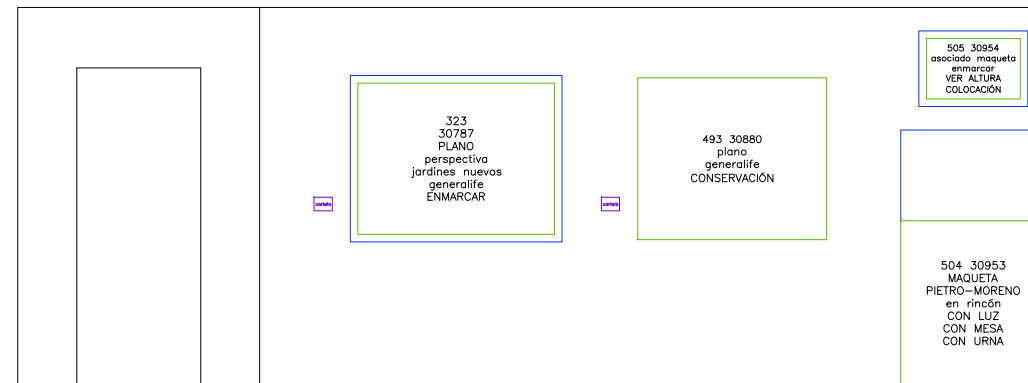 505 30954
asociado maqueta
enmarcar
VER ALTURA
COLOCACIÓN
323
30787
PLANO
perspectiva
jardines nuevos
generalife
ENMARCAR
493 30880
plano
generalife
CONSERVACIÓN
cartela
cartela
504 30953
MAQUETA
PIETRO-MORENO
en rincón
CON LUZ
CON MESA
CON URNA